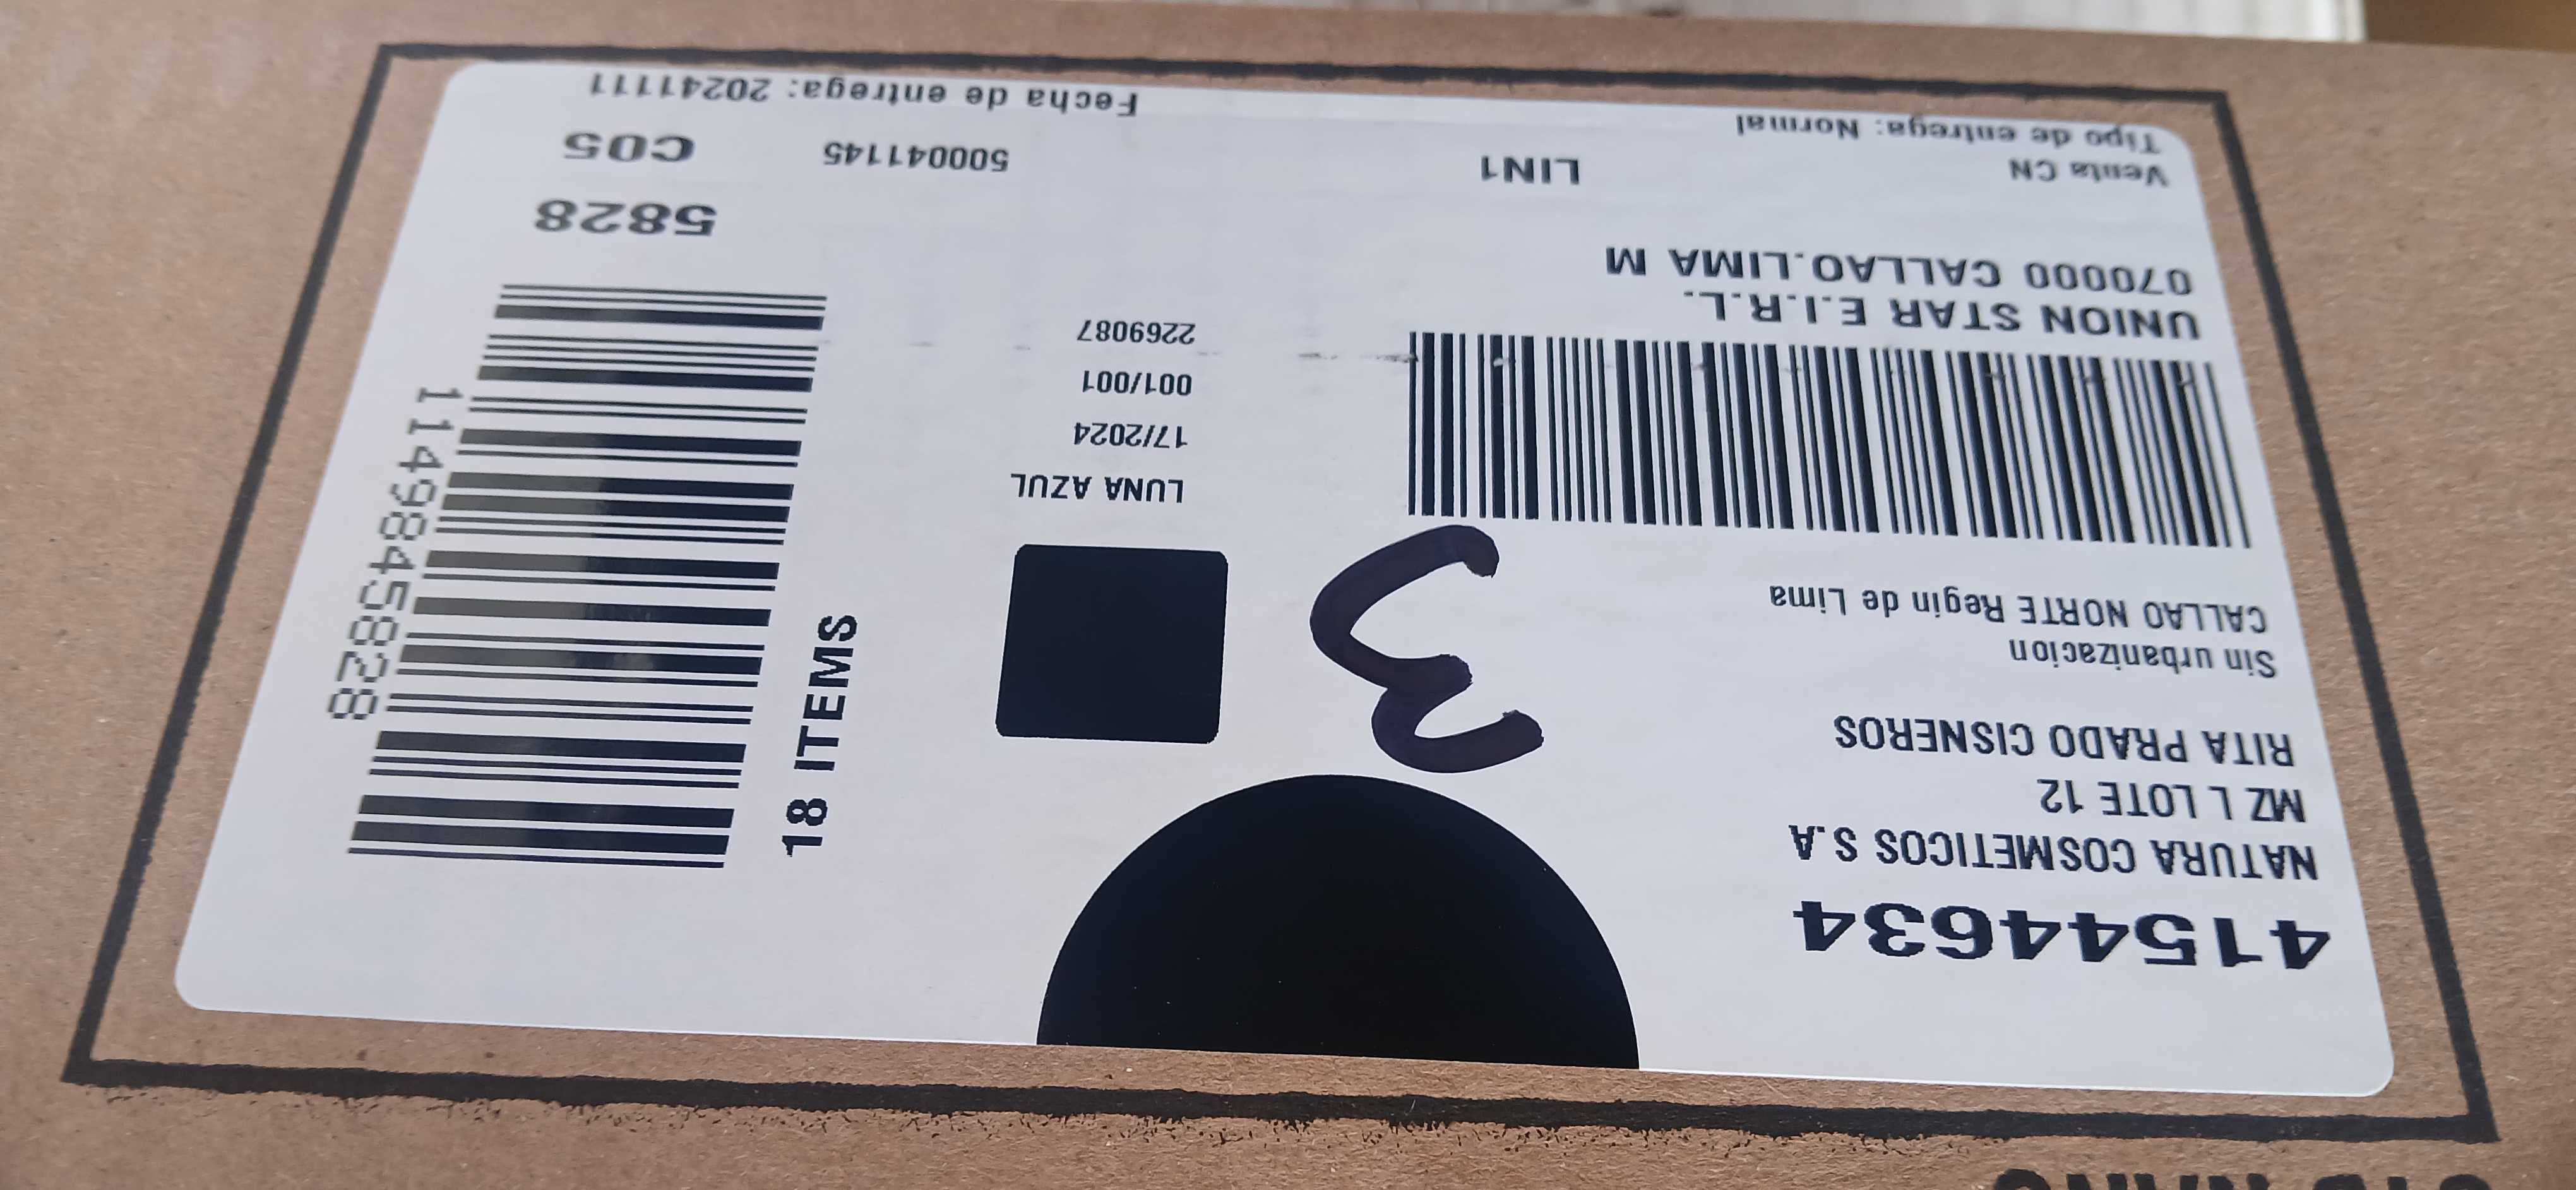 41544634
NATURA COSMETICOS S.A
MZ L LOTE 12
RITA PRADO CISNEROS
Sin urbanizacion
CALLAO NORTE Regin de Lima
UNION STAR E.I.R.L.
070000 CALLAO.LIMA M
Venta CN
Tipo de entrega: Normal
LIN1
3
LUNA AZUL
17/2024
001/001
2269087
18 ITEMS
1149845828
5828
500041145
C05
Fecha de entrega: 20241111